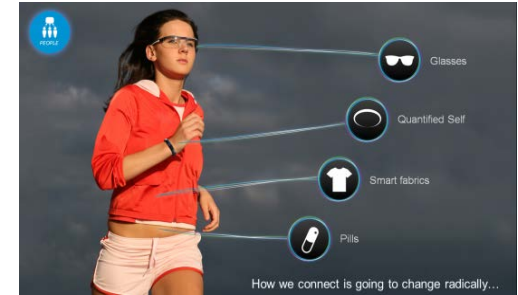 PEOPLE
Glasses
Quantified Self
Smart fabrics
Pills
How we connect is going to change radically...